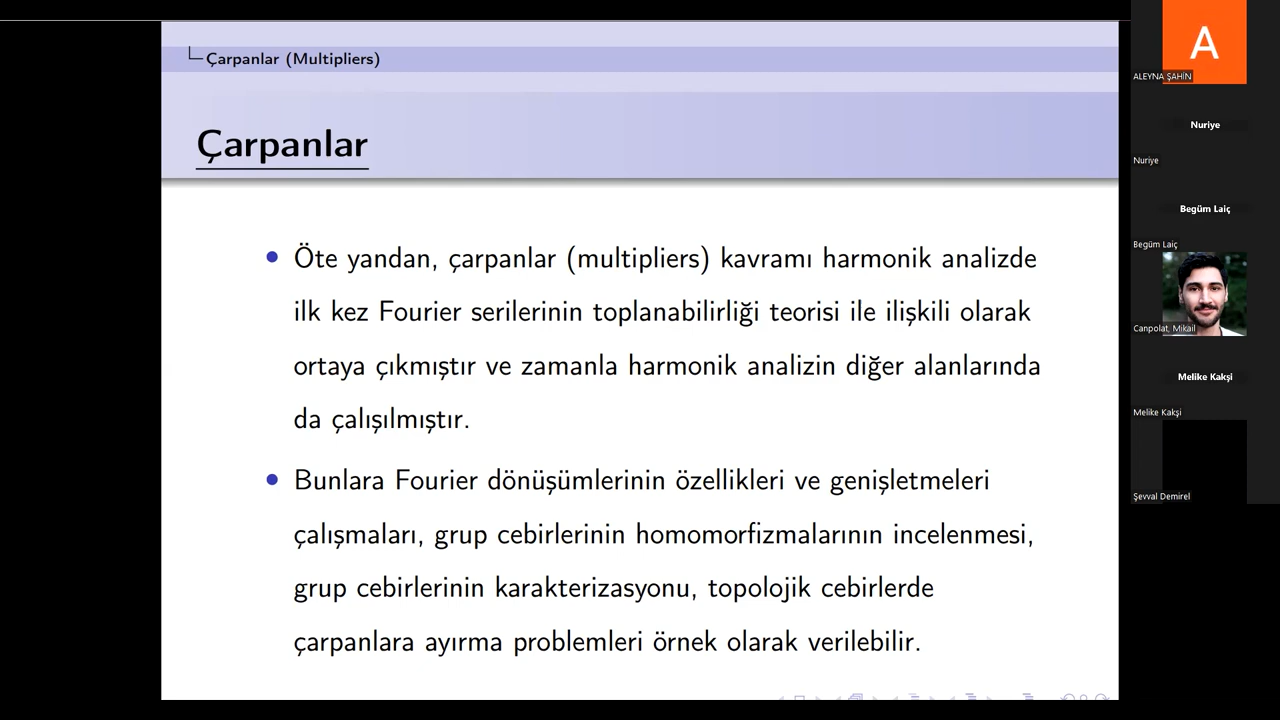 Çarpanlar (Multipliers)
Çarpanlar
Öte yandan, çarpanlar (multipliers) kavramı harmonik analizde
ilk kez Fourier serilerinin toplanabilirliği teorisi ile ilişkili olarak
ortaya çıkmıştır ve zamanla harmonik analizin diğer alanlarında
da çalışılmıştır.
Bunlara Fourier dönüşümlerinin özellikleri ve genişletmeleri
çalışmaları, grup cebirlerinin homomorfizmalarının incelenmesi,
grup cebirlerinin karakterizasyonu, topolojik cebirlerde
çarpanlara ayırma problemleri örnek olarak verilebilir.
A
ALEYNA ŞAHİN
Nuriye
Nuriye
Begüm Laiç
Begüm Laiç
Canpolat, Mikail
Melike Kakşi
Melike Kakşi
Şevval Demirel